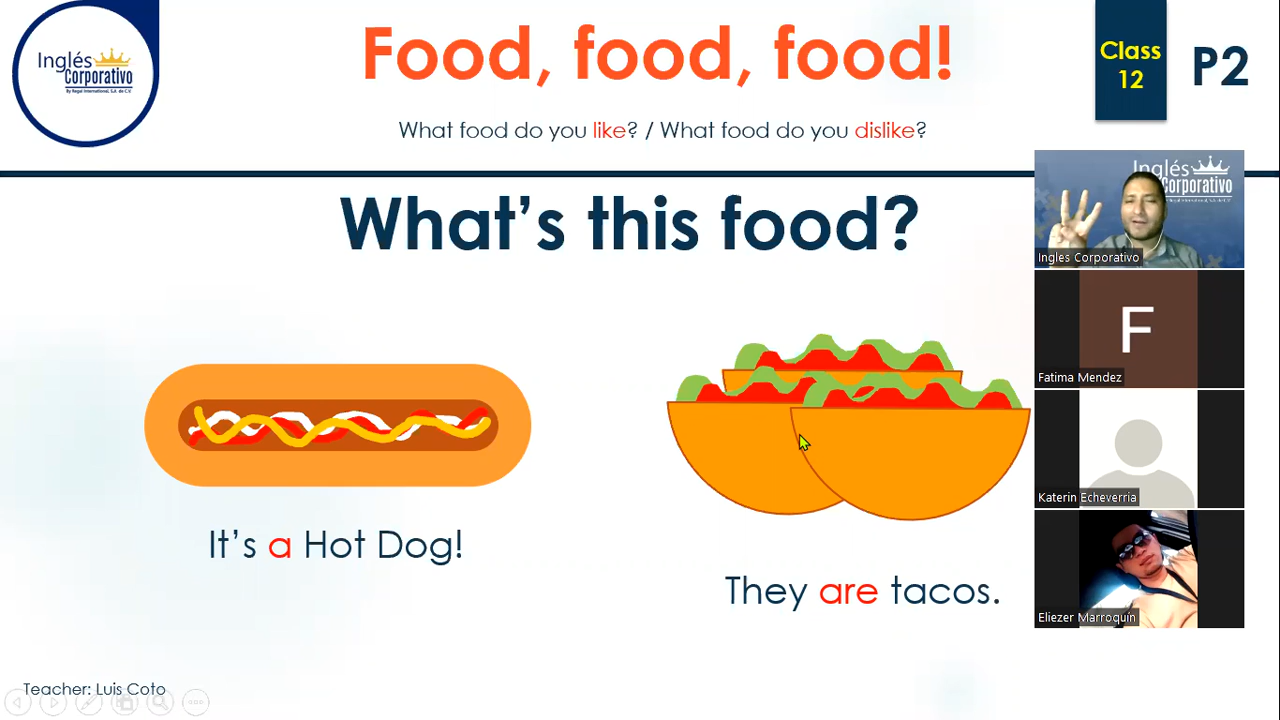 Inglés
Corporativo
By Regal International, S.A. de C.V.
Food, food, food!
What food do you like? / What food do you dislike?
Class
12
P2
What's this food?
It's a Hot Dog!
They are tacos.
Teacher: Luis Coto
Inglés
Corporativo
Ingles Corporativo
F
Fatima Mendez
Katerin Echeverria
Eliezer Marroquín